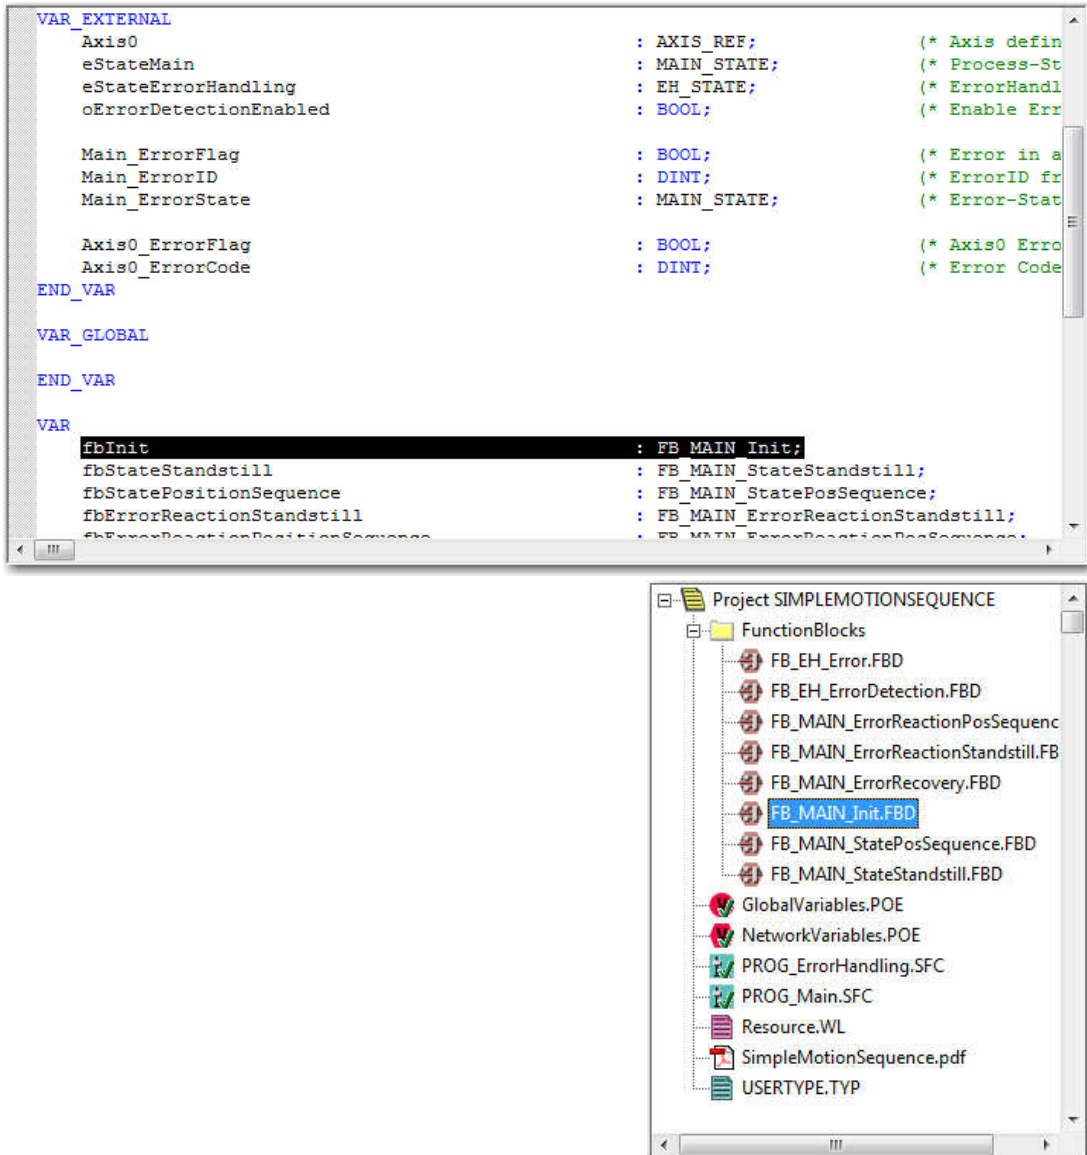 VAR_EXTERNAL
Axis0 : AXIS_REF; (* Axis defin
eStateMain : MAIN_STATE; (* Process-St
eStateErrorHandling : EH_STATE; (* ErrorHandl
oErrorDetectionEnabled : BOOL; (* Enable Err
Main_ErrorFlag : BOOL; (* Error in a
Main_ErrorID : DINT; (* ErrorID fr
Main_ErrorState : MAIN_STATE; (* Error-Stat
Axis0_ErrorFlag : BOOL; (* Axis0 Erro
Axis0_ErrorCode : DINT; (* Error Code
END_VAR
VAR_GLOBAL
END_VAR
VAR
fbInit : FB_MAIN_Init;
fbStateStandstill : FB_MAIN_StateStandstill;
fbStatePositionSequence : FB_MAIN_StatePosSequence;
fbErrorReactionStandstill : FB_MAIN_ErrorReactionStandstill;
fbErrorReactionPositionSequence : FB_MAIN_ErrorReactionPosSequence;
Project SIMPLEMOTIONSEQUENCE
FunctionBlocks
FB_EH_Error.FBD
FB_EH_ErrorDetection.FBD
FB_MAIN_ErrorReactionPosSequenc
FB_MAIN_ErrorReactionStandstill.FB
FB_MAIN_ErrorRecovery.FBD
FB_MAIN_Init.FBD
FB_MAIN_StatePosSequence.FBD
FB_MAIN_StateStandstill.FBD
GlobalVariables.POE
NetworkVariables.POE
PROG_ErrorHandling.SFC
PROG_Main.SFC
Resource.WL
SimpleMotionSequence.pdf
USERTYPE.TYP